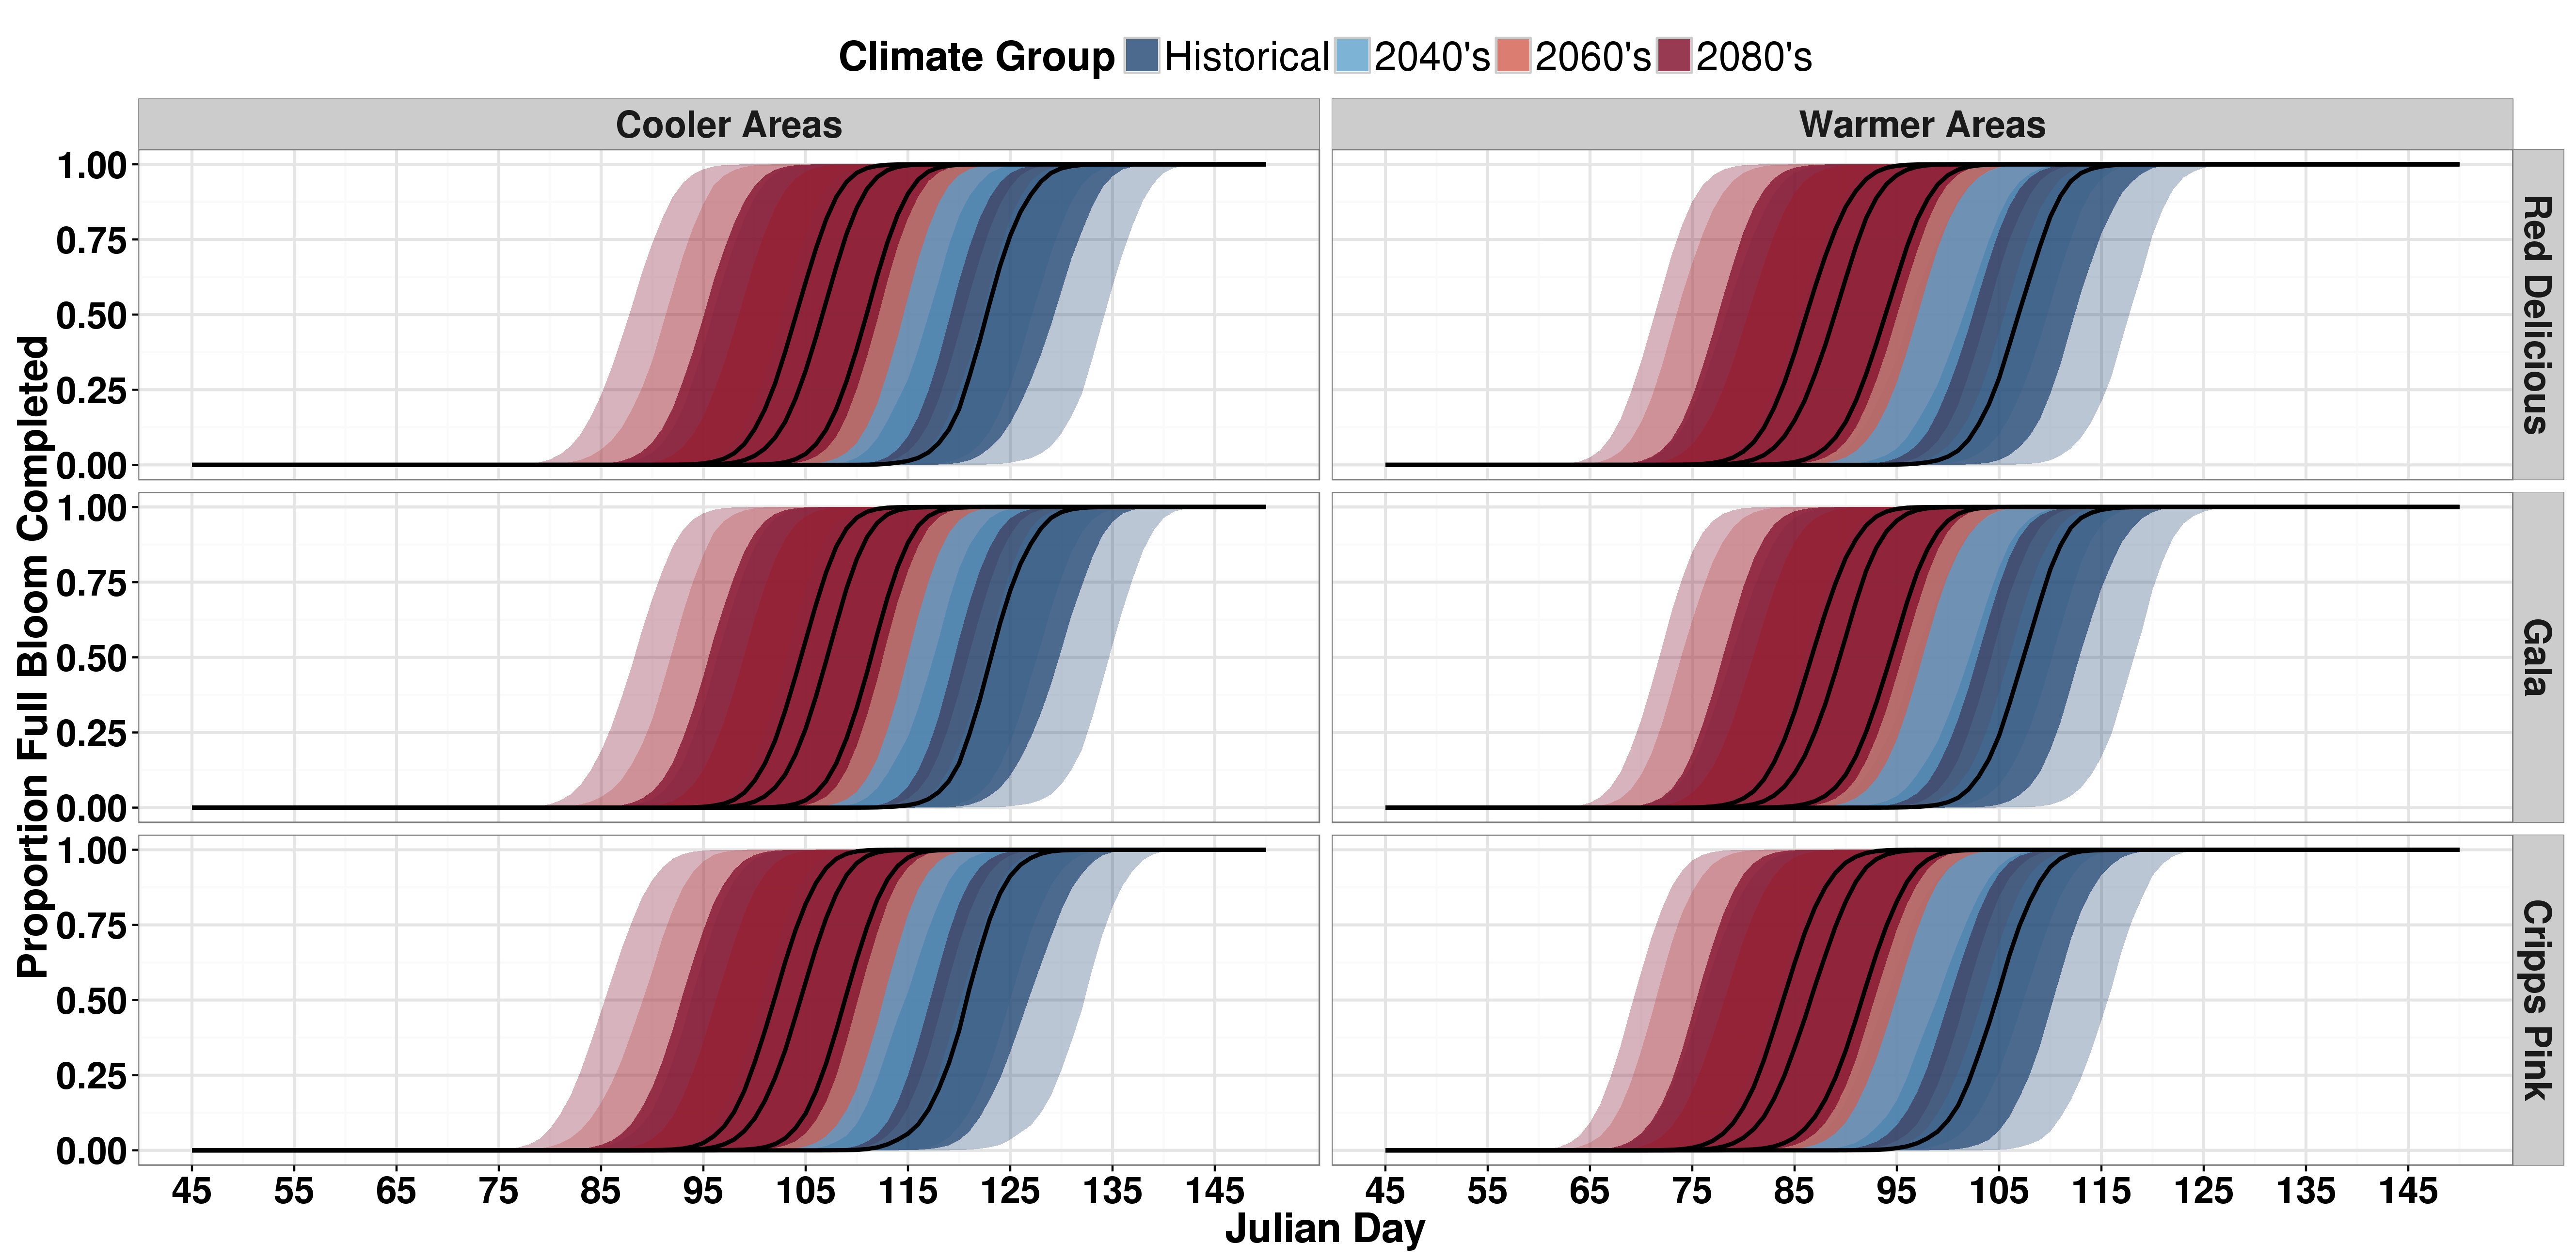 Climate Group Historical 2040's 2060's 2080's
Cooler Areas
Warmer Areas
Proportion Full Bloom Completed
1.00
0.75
0.50
0.25
0.00
Red Delicious
1.00
0.75
0.50
0.25
0.00
Gala
1.00
0.75
0.50
0.25
0.00
Cripps Pink
45 55 65 75 85 95 105 115 125 135 145
45 55 65 75 85 95 105 115 125 135 145
Julian Day